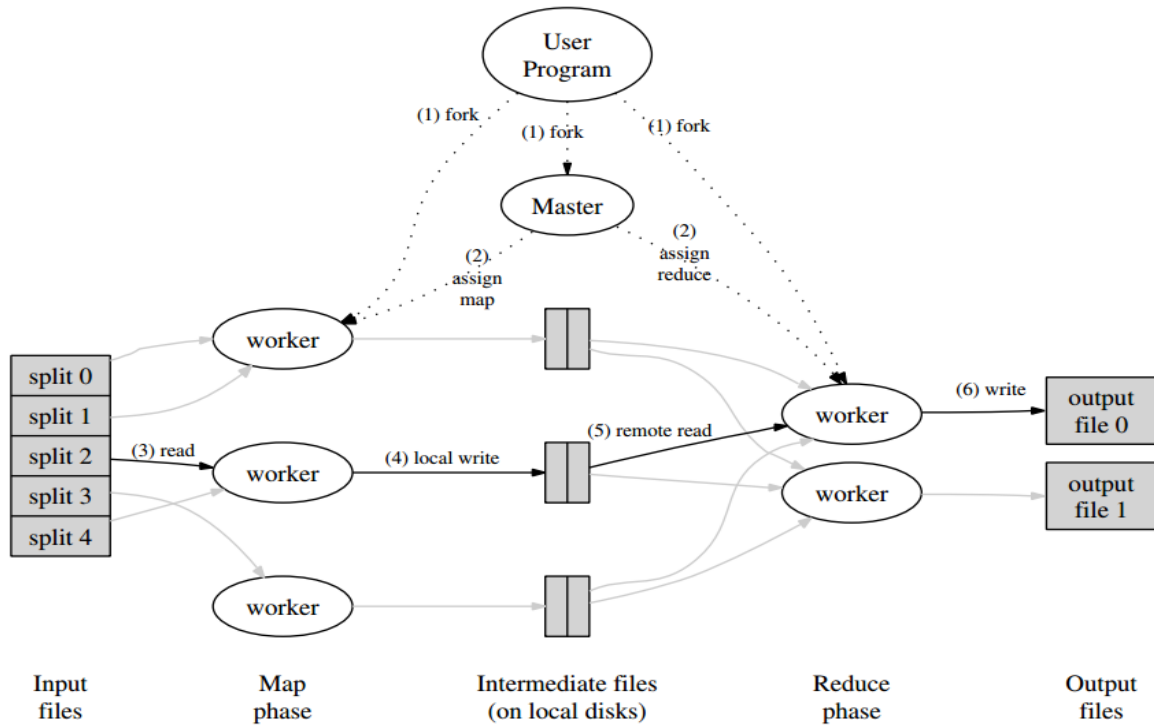 User
Program
(1) fork
(1) fork
(1) fork
Master
(2)
assign
map
(2)
assign
reduce
worker
split 0
split 1
split 2
split 3
split 4
(3) read
worker
(4) local write
worker
(5) remote read
worker
(6) write
output
file 0
worker
output
file 1
Input
files
Map
phase
Intermediate files
(on local disks)
Reduce
phase
Output
files